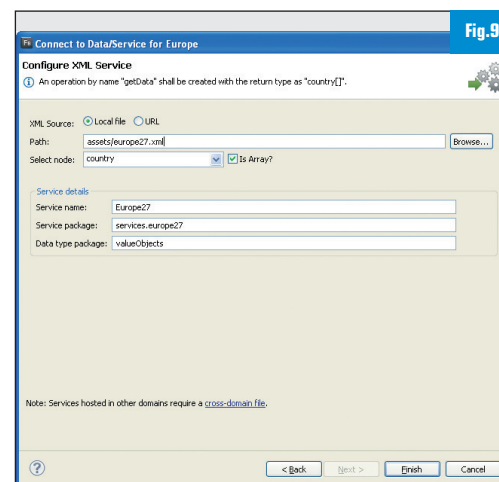 Fig.9
Fb Connect to Data/Service for Europe
Configure XML Service
An operation by name "getData" shall be created with the return type as "country[]".
XML Source: Local file URL
Path: assets/europe27.xml Browse...
Select node: country Is Array?
Service details
Service name: Europe27
Service package: services.europe27
Data type package: valueObjects
Note: Services hosted in other domains require a cross-domain file.
? < Back Next > Finish Cancel